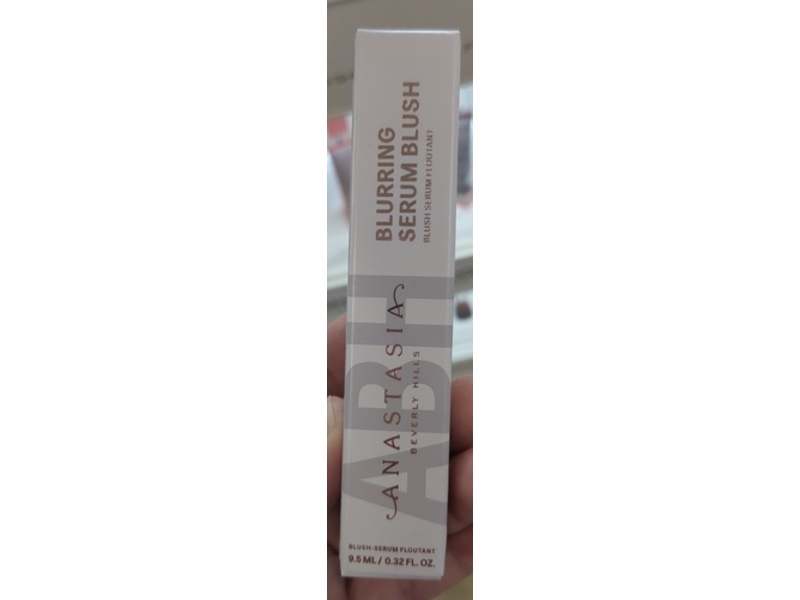 BLURRING
SERUM BLUSH
BLUSH SERUM FLOUTANT
ABH
ANASTASIA
BEVERLY HILLS
BLUSH-SERUM FLOUTANT
9.5 ML / 0.32 FL. OZ.